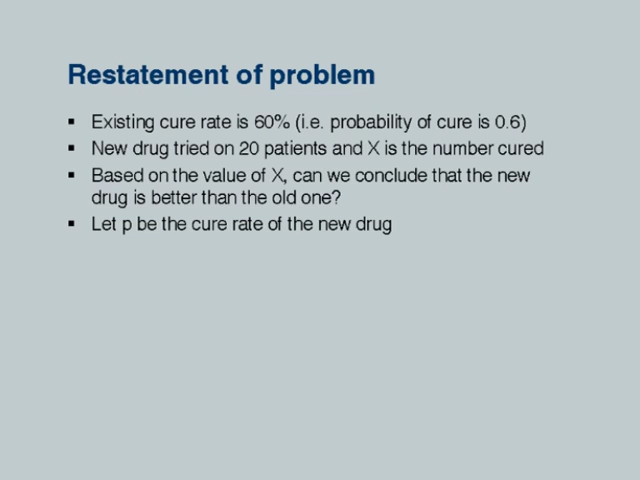 Restatement of problem
▪ Existing cure rate is 60% (i.e. probability of cure is 0.6)
▪ New drug tried on 20 patients and X is the number cured
▪ Based on the value of X, can we conclude that the new
drug is better than the old one?
▪ Let p be the cure rate of the new drug